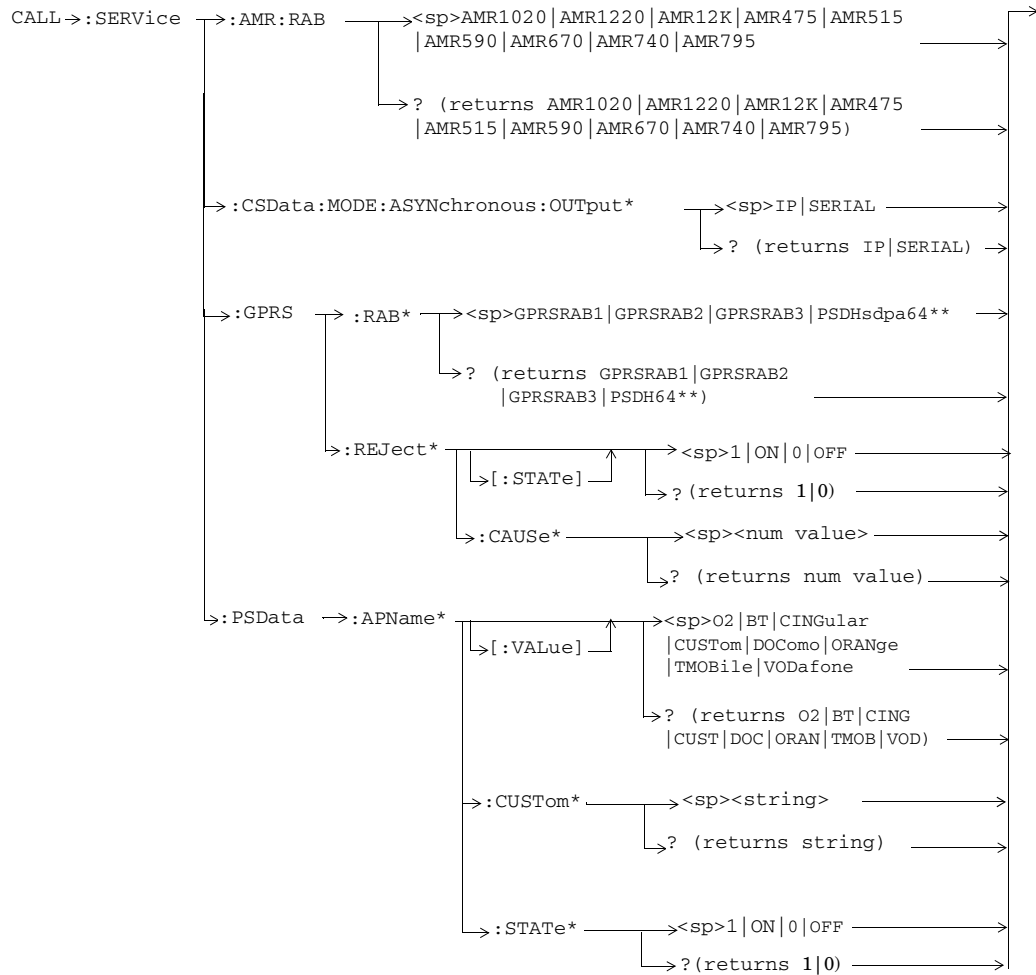 CALL :SERVice :AMR:RAB <sp>AMR1020|AMR1220|AMR12K|AMR475|AMR515
|AMR590|AMR670|AMR740|AMR795
? (returns AMR1020|AMR1220|AMR12K|AMR475
|AMR515|AMR590|AMR670|AMR740|AMR795)
:CSData:MODE:ASYNchronous:OUTput* <sp>IP|SERIAL
? (returns IP|SERIAL)
:GPRS :RAB* <sp>GPRSRAB1|GPRSRAB2|GPRSRAB3|PSDHsdpa64**
? (returns GPRSRAB1|GPRSRAB2
|GPRSRAB3|PSDH64**)
:REJect* <sp>1|ON|0|OFF
[:STATe]
?(returns 1|0)
:CAUSe* <sp><num value>
? (returns num value)
:PSData :APName* <sp>O2|BT|CINGular
[:VALue] |CUSTom|DOComo|ORANge
|TMOBile|VODafone
? (returns O2|BT|CING
|CUST|DOC|ORAN|TMOB|VOD)
:CUSTom* <sp><string>
? (returns string)
:STATe* <sp>1|ON|0|OFF
?(returns 1|0)